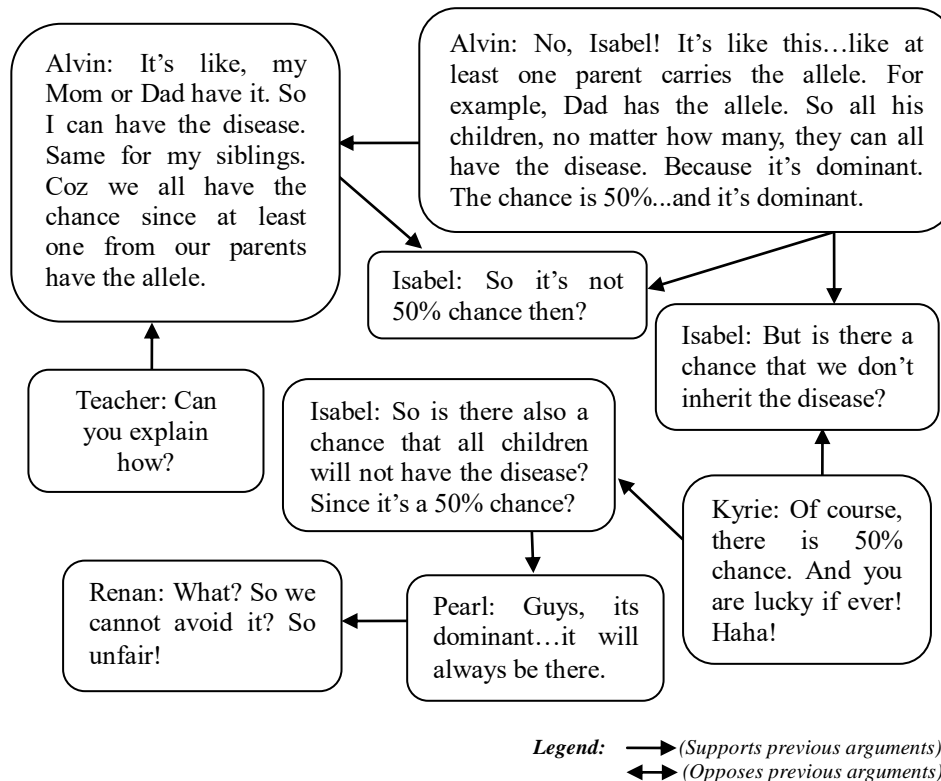 Alvin: It's like, my
Mom or Dad have it. So
I can have the disease.
Same for my siblings.
Coz we all have the
chance since at least
one from our parents
have the allele.
Alvin: No, Isabel! It's like this…like at
least one parent carries the allele. For
example, Dad has the allele. So all his
children, no matter how many, they can all
have the disease. Because it's dominant.
The chance is 50%...and it's dominant.
Isabel: So it's not
50% chance then?
Isabel: But is there a
chance that we don't
inherit the disease?
Teacher: Can
you explain
how?
Isabel: So is there also a
chance that all children
will not have the disease?
Since it's a 50% chance?
Kyrie: Of course,
there is 50%
chance. And you
are lucky if ever!
Haha!
Renan: What? So we
cannot avoid it? So
unfair!
Pearl: Guys, its
dominant…it will
always be there.
Legend: (Supports previous arguments)
(Opposes previous arguments)